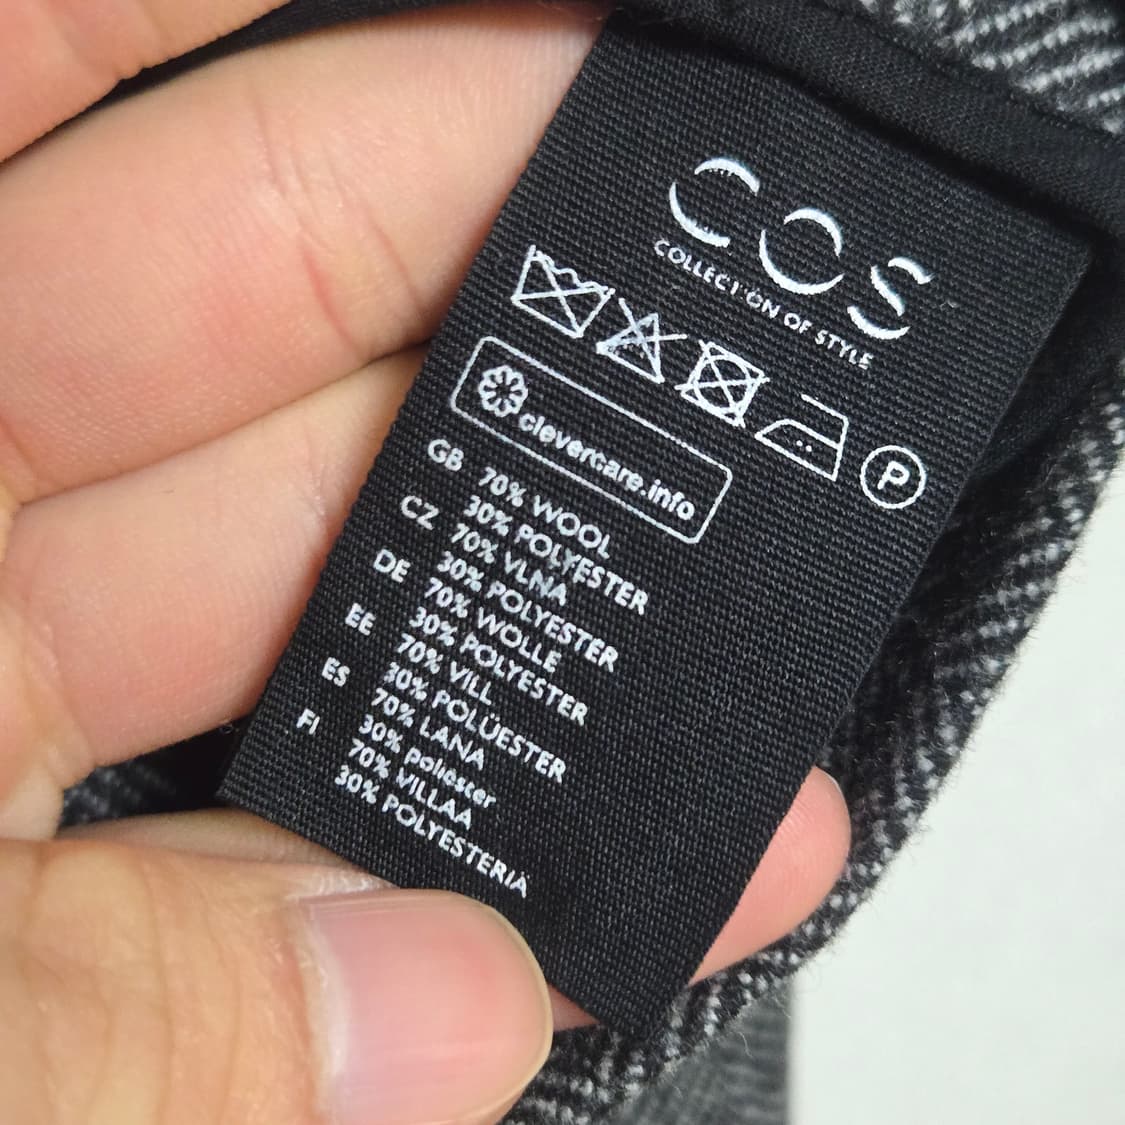 COS
COLLECTION OF STYLE
P
clevercare.info
GB 70% WOOL
30% POLYESTER
CZ 70% VLNA
30% POLYESTER
DE 70% WOLLE
30% POLYESTER
EE 70% VILL
30% POLÜESTER
ES 70% LANA
30% poliéster
FI 70% VILLAA
30% POLYESTERIÄ